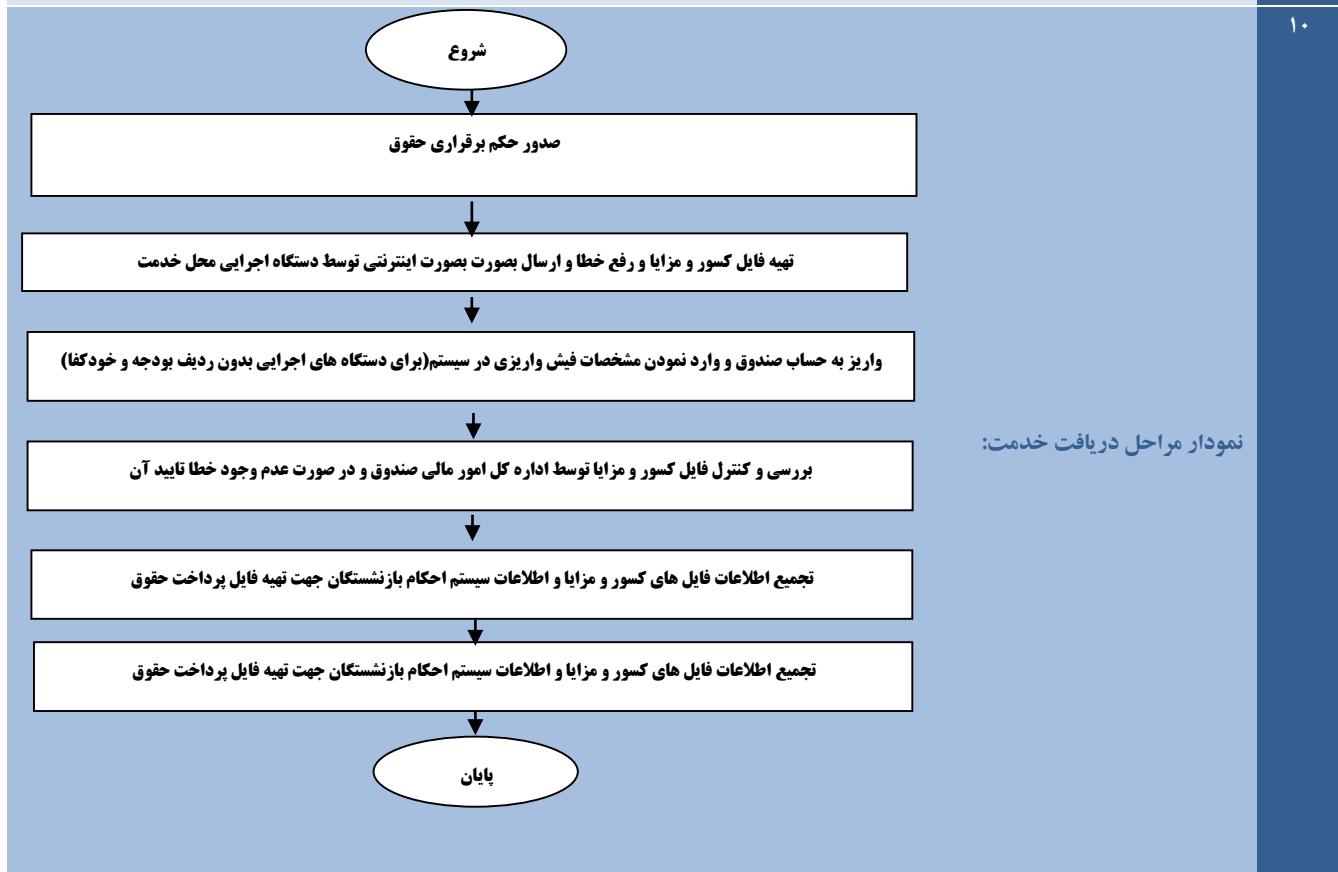 ۱۰
نمودار مراحل دریافت خدمت:
شروع
صدور حکم برقراری حقوق
تهیه فایل کسور و مزایا و رفع خطا و ارسال بصورت بصورت اینترنتی توسط دستگاه اجرایی محل خدمت
واریز به حساب صندوق و وارد نمودن مشخصات فیش واریزی در سیستم(برای دستگاه های اجرایی بدون ردیف بودجه و خودکفا)
بررسی و کنترل فایل کسور و مزایا توسط اداره کل امور مالی صندوق و در صورت عدم وجود خطا تایید آن
تجمیع اطلاعات فایل های کسور و مزایا و اطلاعات سیستم احکام بازنشستگان جهت تهیه فایل پرداخت حقوق
تجمیع اطلاعات فایل های کسور و مزایا و اطلاعات سیستم احکام بازنشستگان جهت تهیه فایل پرداخت حقوق
پایان